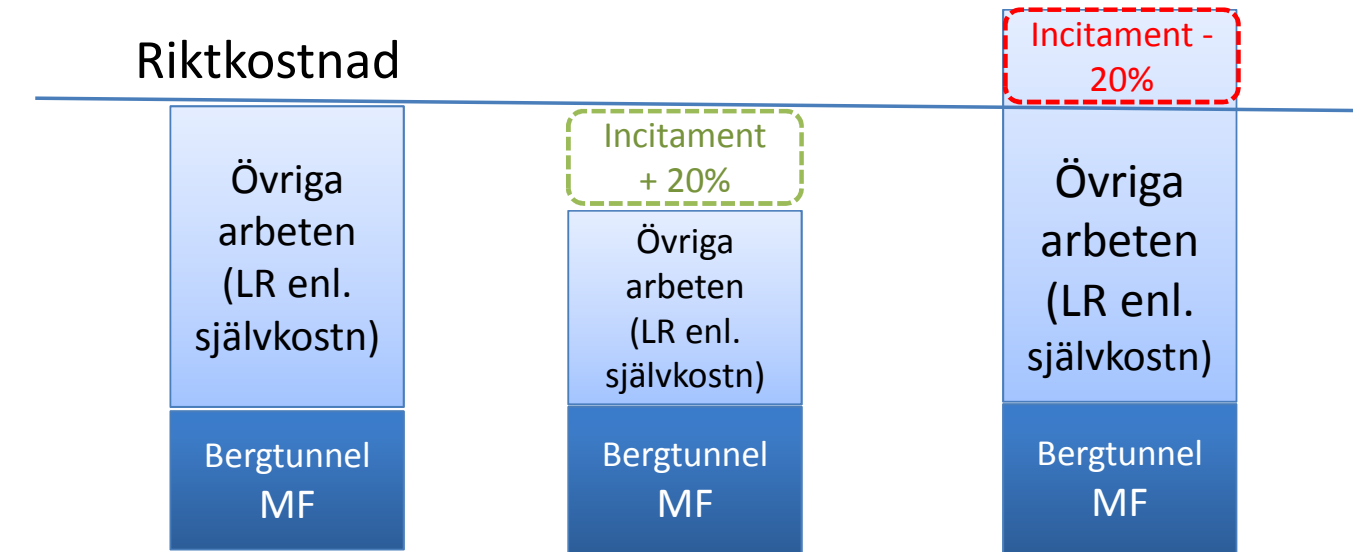 Riktkostnad
Övriga
arbeten
(LR enl.
självkostn)
Bergtunnel
MF
Incitament
+ 20%
Övriga
arbeten
(LR enl.
självkostn)
Bergtunnel
MF
Incitament -
20%
Övriga
arbeten
(LR enl.
självkostn)
Bergtunnel
MF